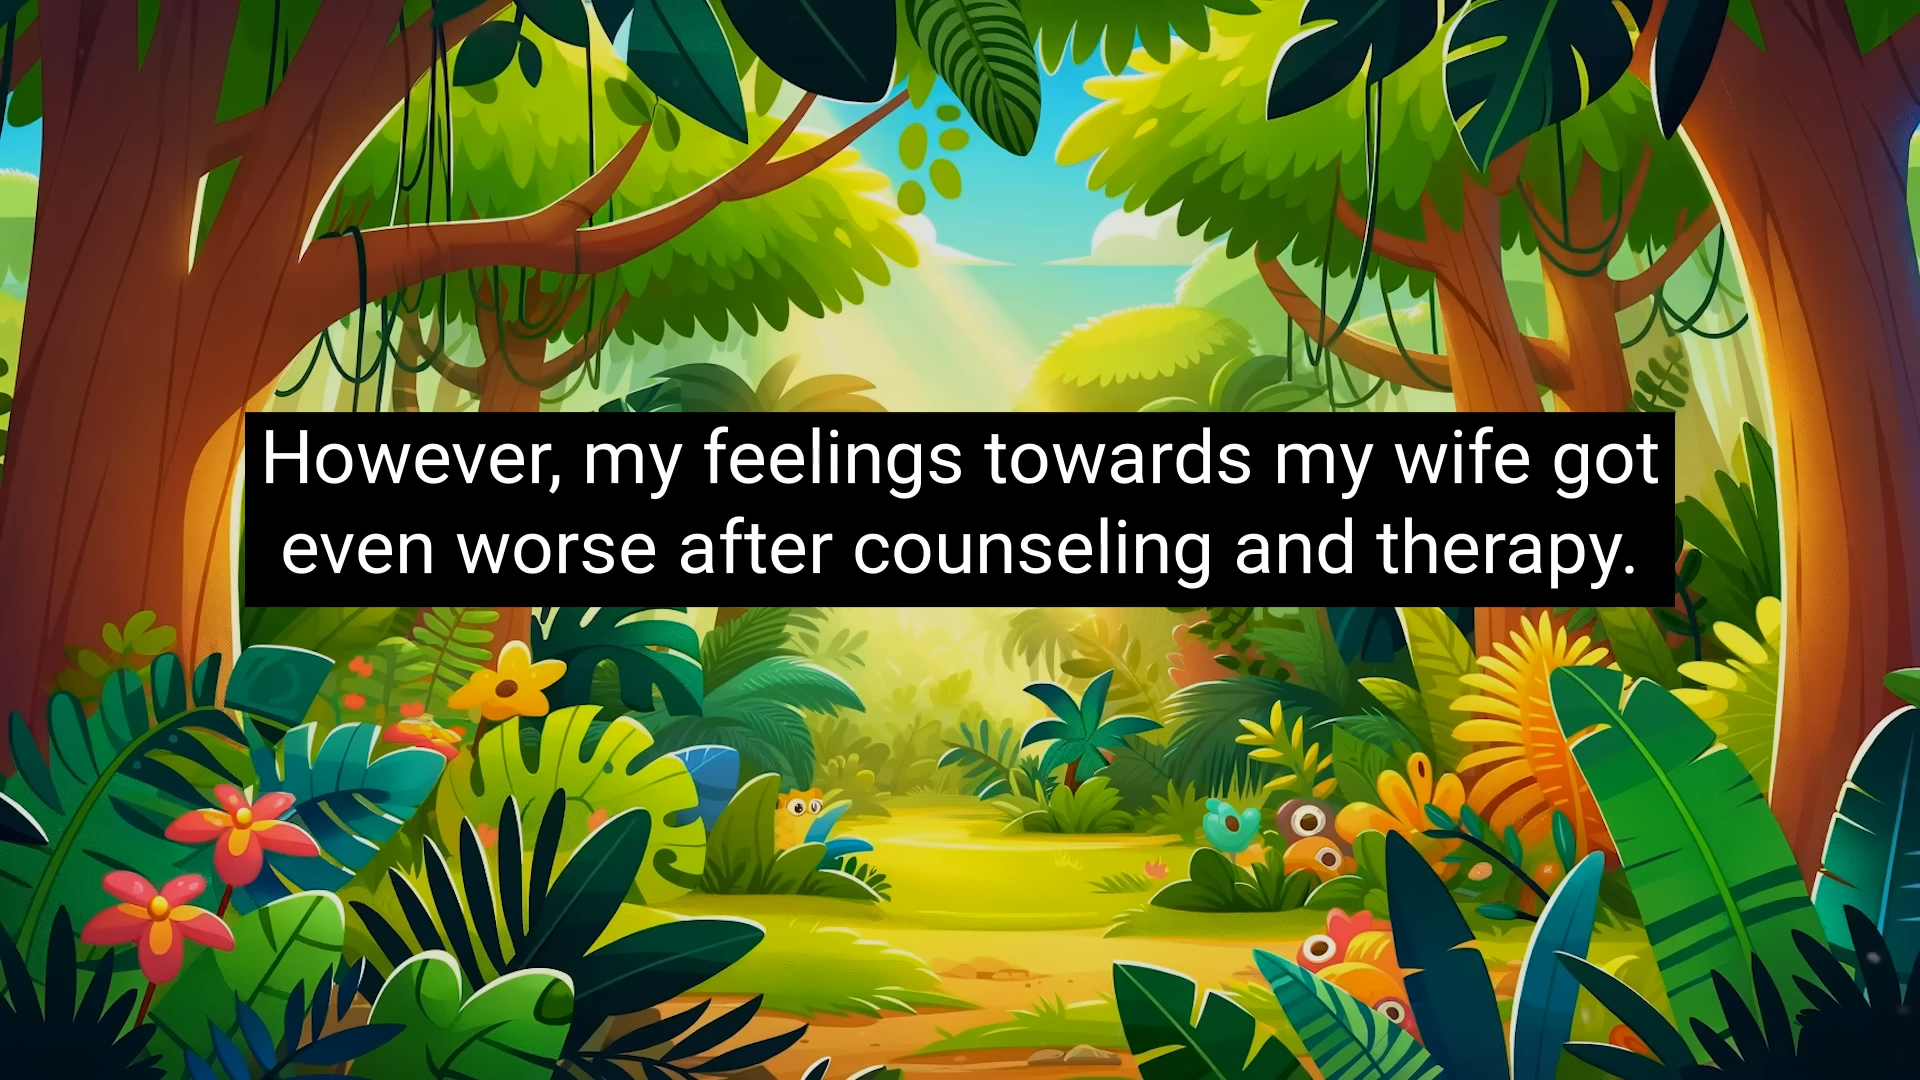 However, my feelings towards my wife got
even worse after counseling and therapy.